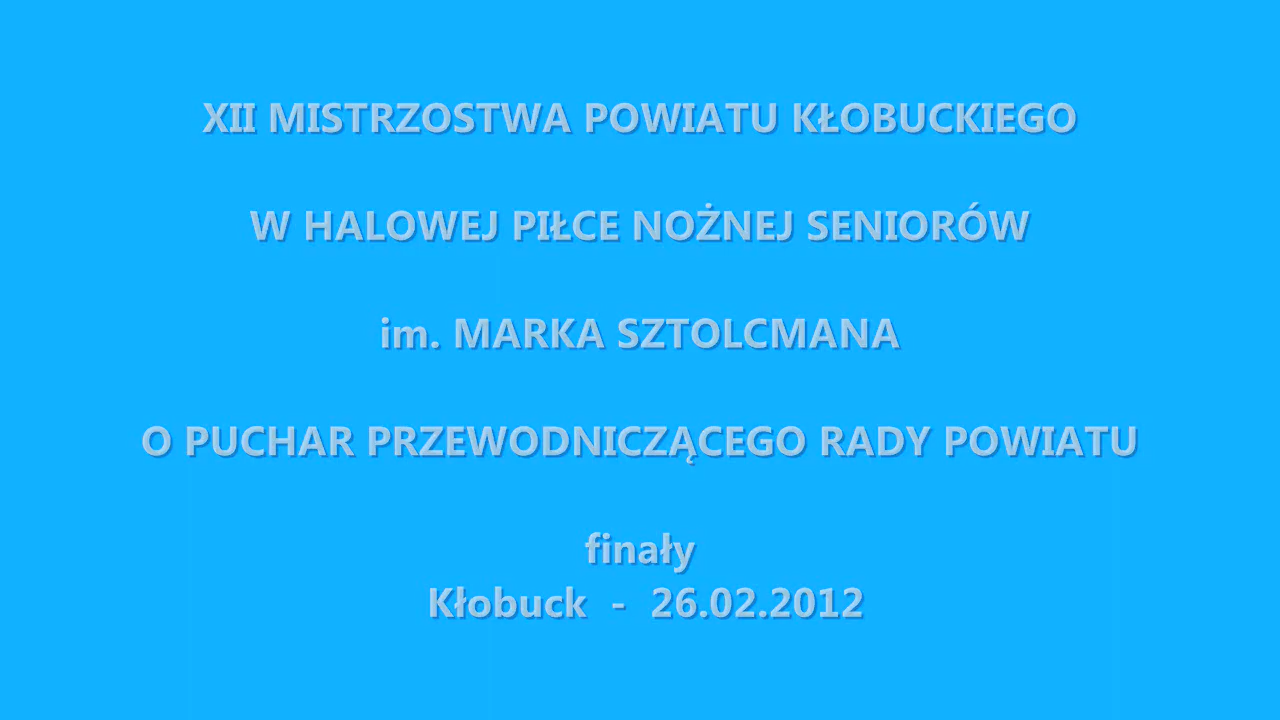 XII MISTRZOSTWA POWIATU KŁOBUCKIEGO
W HALOWEJ PIŁCE NOŻNEJ SENIORÓW
im. MARKA SZTOLCMANA
O PUCHAR PRZEWODNICZĄCEGO RADY POWIATU
finały
Kłobuck - 26.02.2012